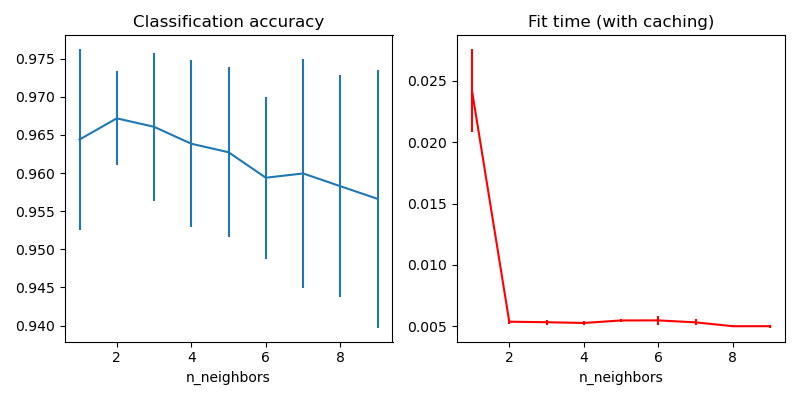 Classification accuracy
0.975
0.970
0.965
0.960
0.955
0.950
0.945
0.940
2 4 6 8
n_neighbors
Fit time (with caching)
0.025
0.020
0.015
0.010
0.005
2 4 6 8
n_neighbors